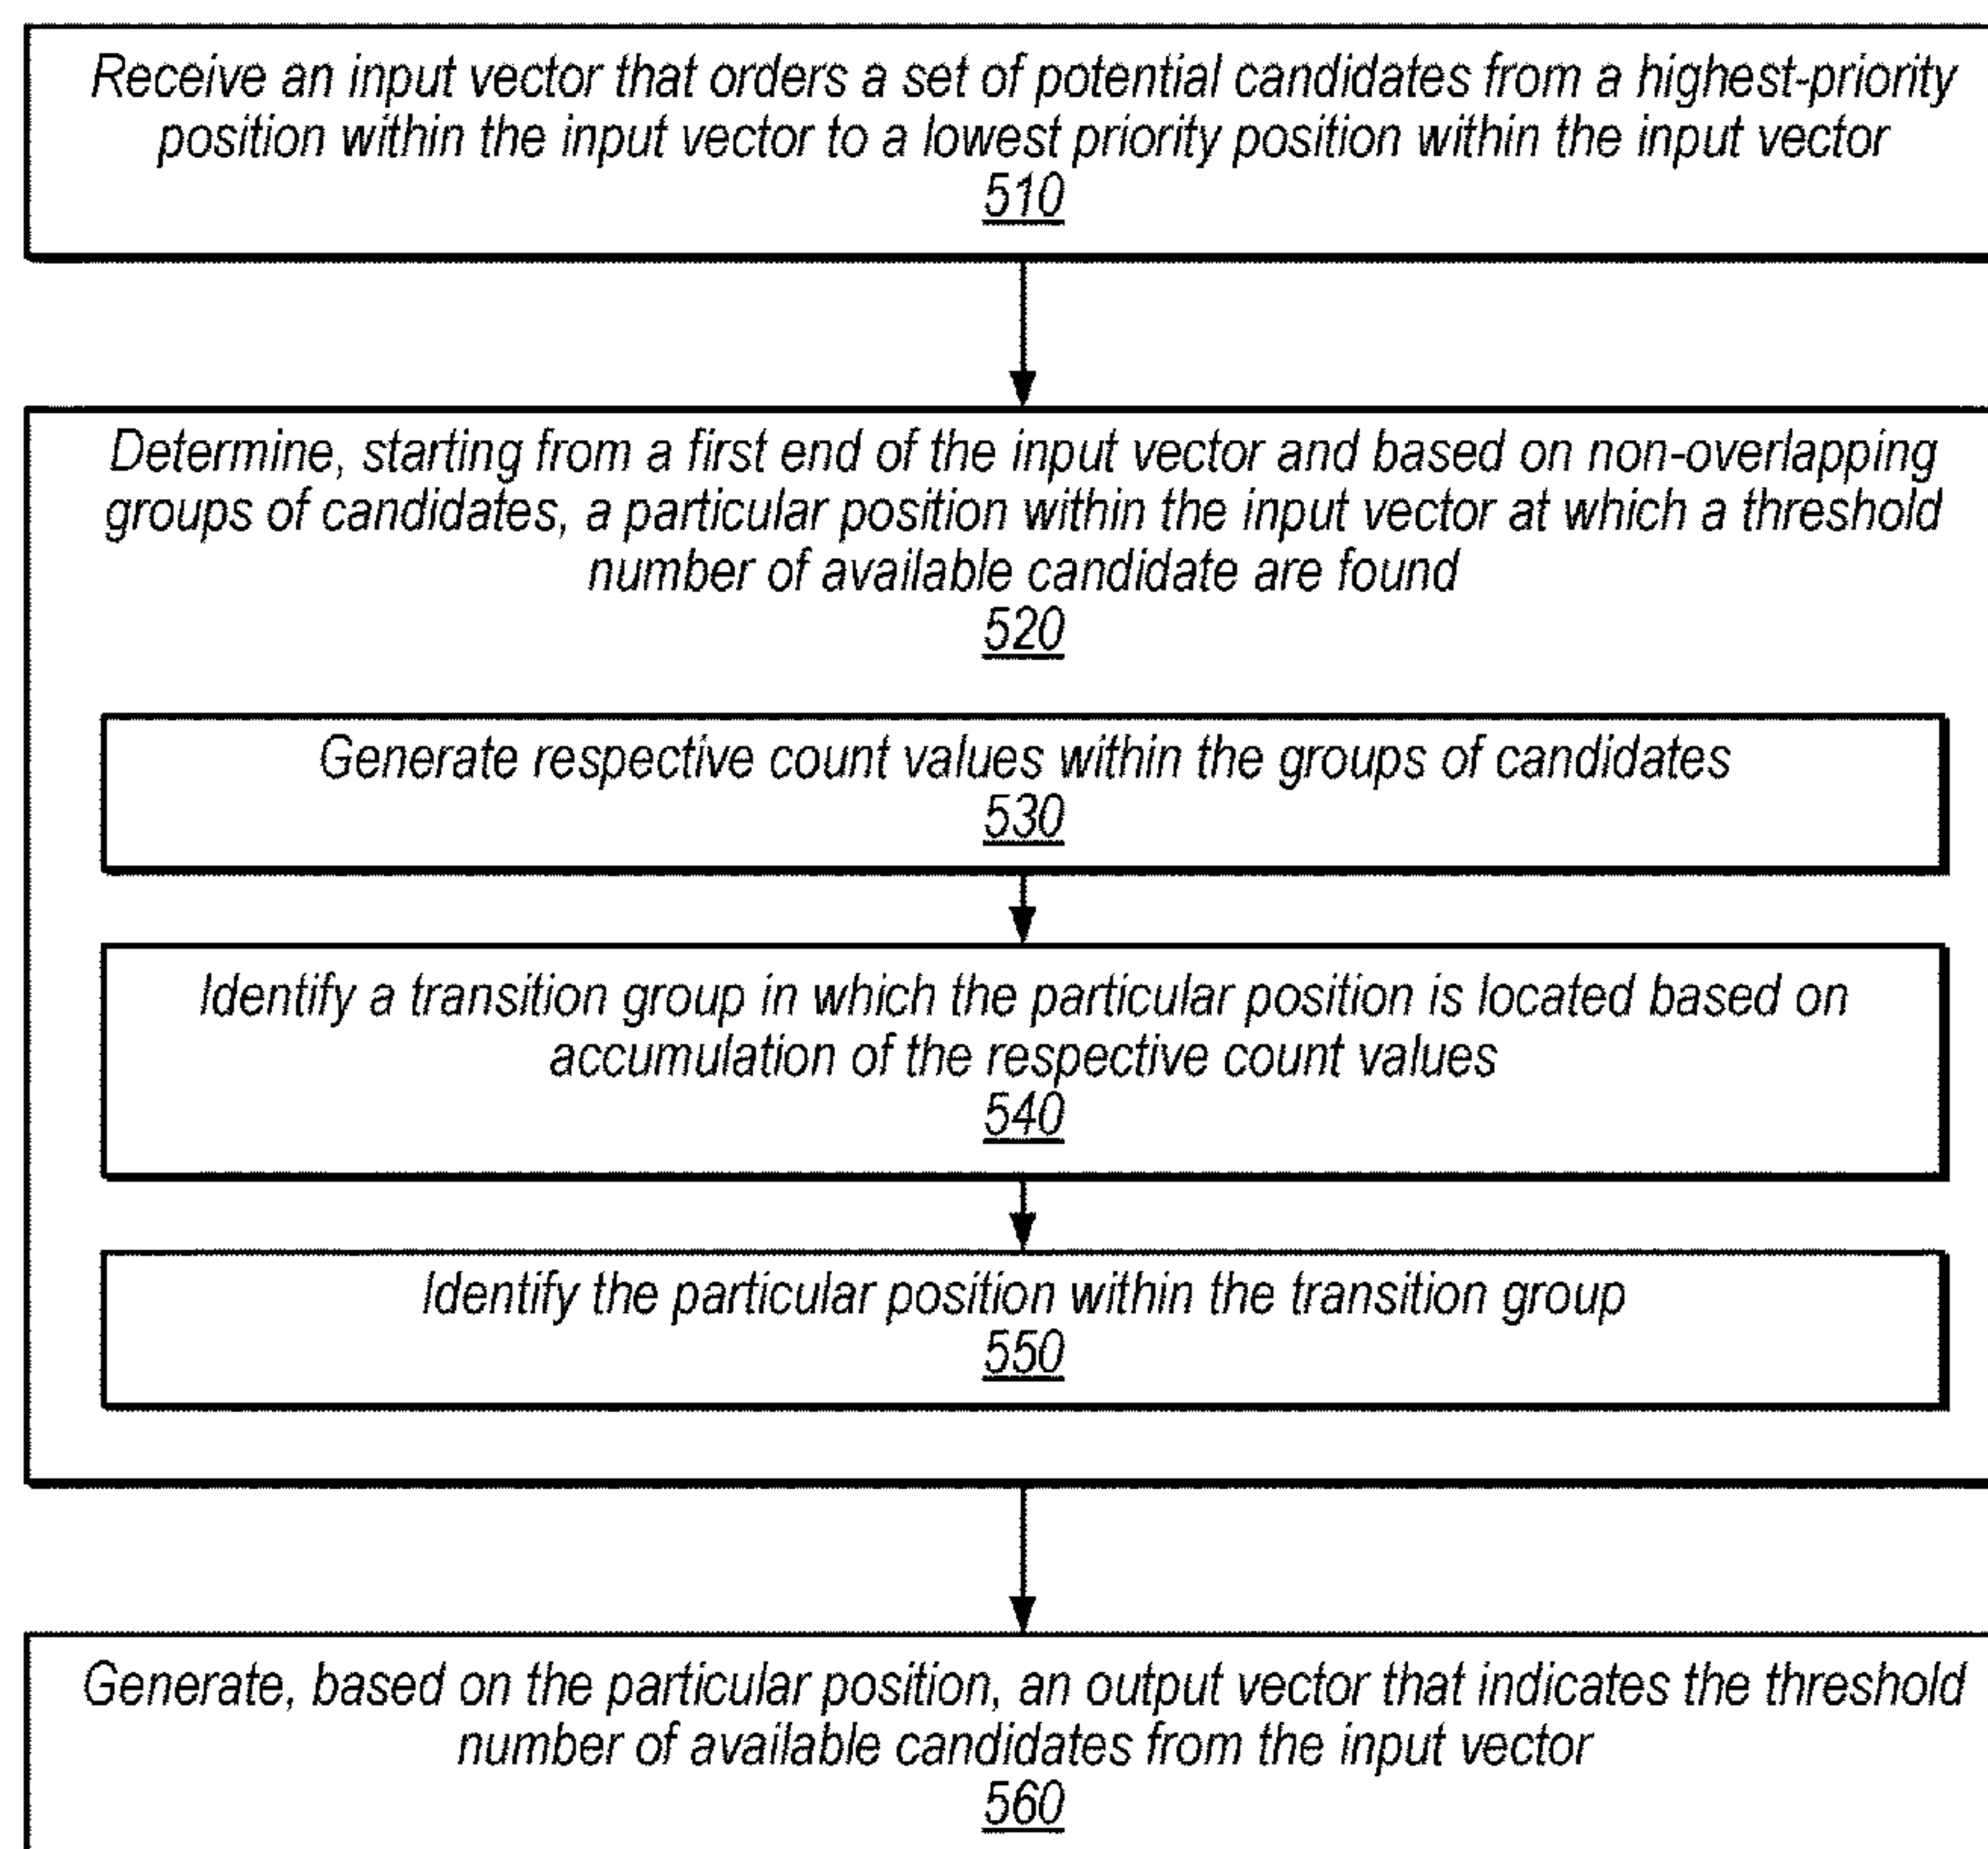 Receive an input vector that orders a set of potential candidates from a highest-priority
position within the input vector to a lowest priority position within the input vector
510
Determine, starting from a first end of the input vector and based on non-overlapping
groups of candidates, a particular position within the input vector at which a threshold
number of available candidate are found
520
Generate respective count values within the groups of candidates
530
Identify a transition group in which the particular position is located based on
accumulation of the respective count values
540
Identify the particular position within the transition group
550
Generate, based on the particular position, an output vector that indicates the threshold
number of available candidates from the input vector
560